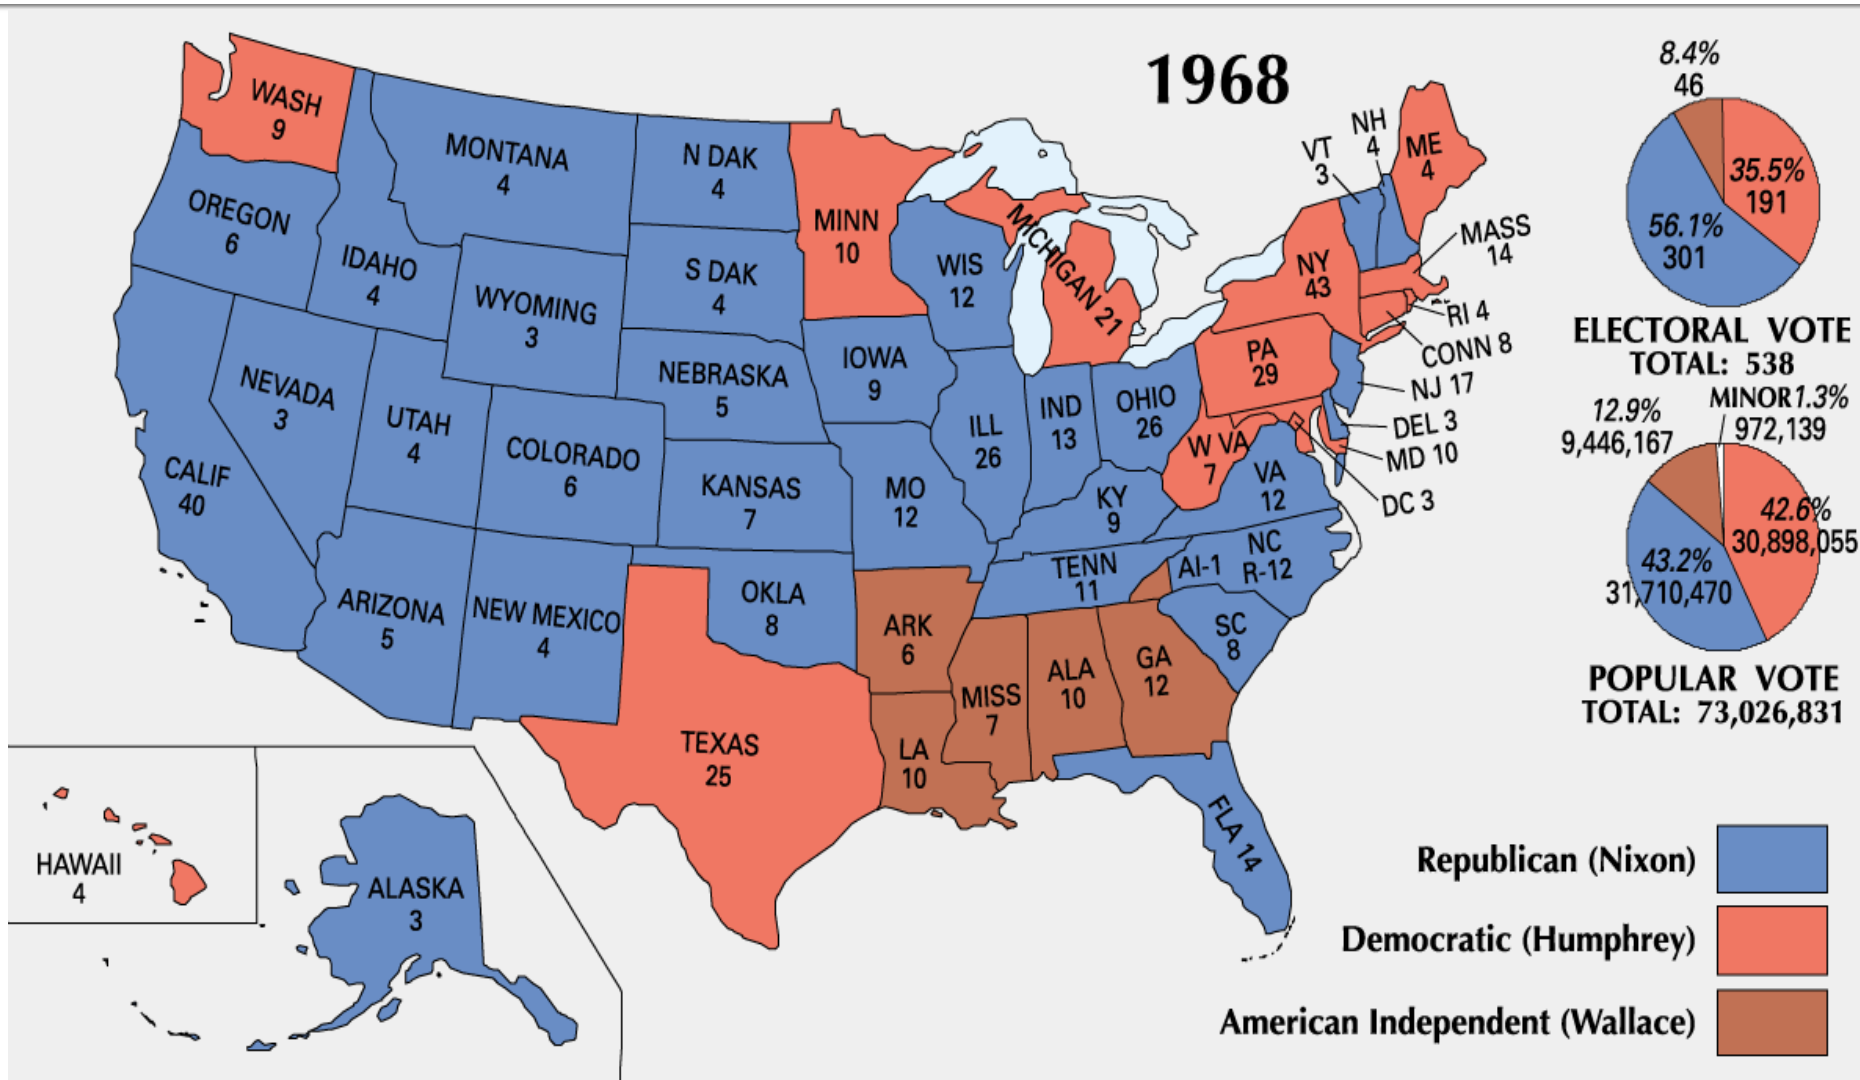 1968
WASH
9
OREGON
6
CALIF
40
NEVADA
3
IDAHO
4
MONTANA
4
WYOMING
3
UTAH
4
ARIZONA
5
COLORADO
6
NEW MEXICO
4
N DAK
4
S DAK
4
NEBRASKA
5
KANSAS
7
OKLA
8
TEXAS
25
MINN
10
IOWA
9
MO
12
ARK
6
LA
10
WIS
12
ILL
26
MICHIGAN 21
IND
13
OHIO
26
KY
9
TENN
11
MISS
7
ALA
10
GA
12
FLA 14
SC
8
AI-1
NC
R-12
VA
12
W VA
7
PA
29
NY
43
VT
3
NH
4
ME
4
MASS
14
RI 4
CONN 8
NJ 17
DEL 3
MD 10
DC 3
HAWAII
4
ALASKA
3
8.4%
46
35.5%
191
56.1%
301
ELECTORAL VOTE
TOTAL: 538
MINOR 1.3%
972,139
12.9%
9,446,167
42.6%
30,898,055
43.2%
31,710,470
POPULAR VOTE
TOTAL: 73,026,831
Republican (Nixon)
Democratic (Humphrey)
American Independent (Wallace)